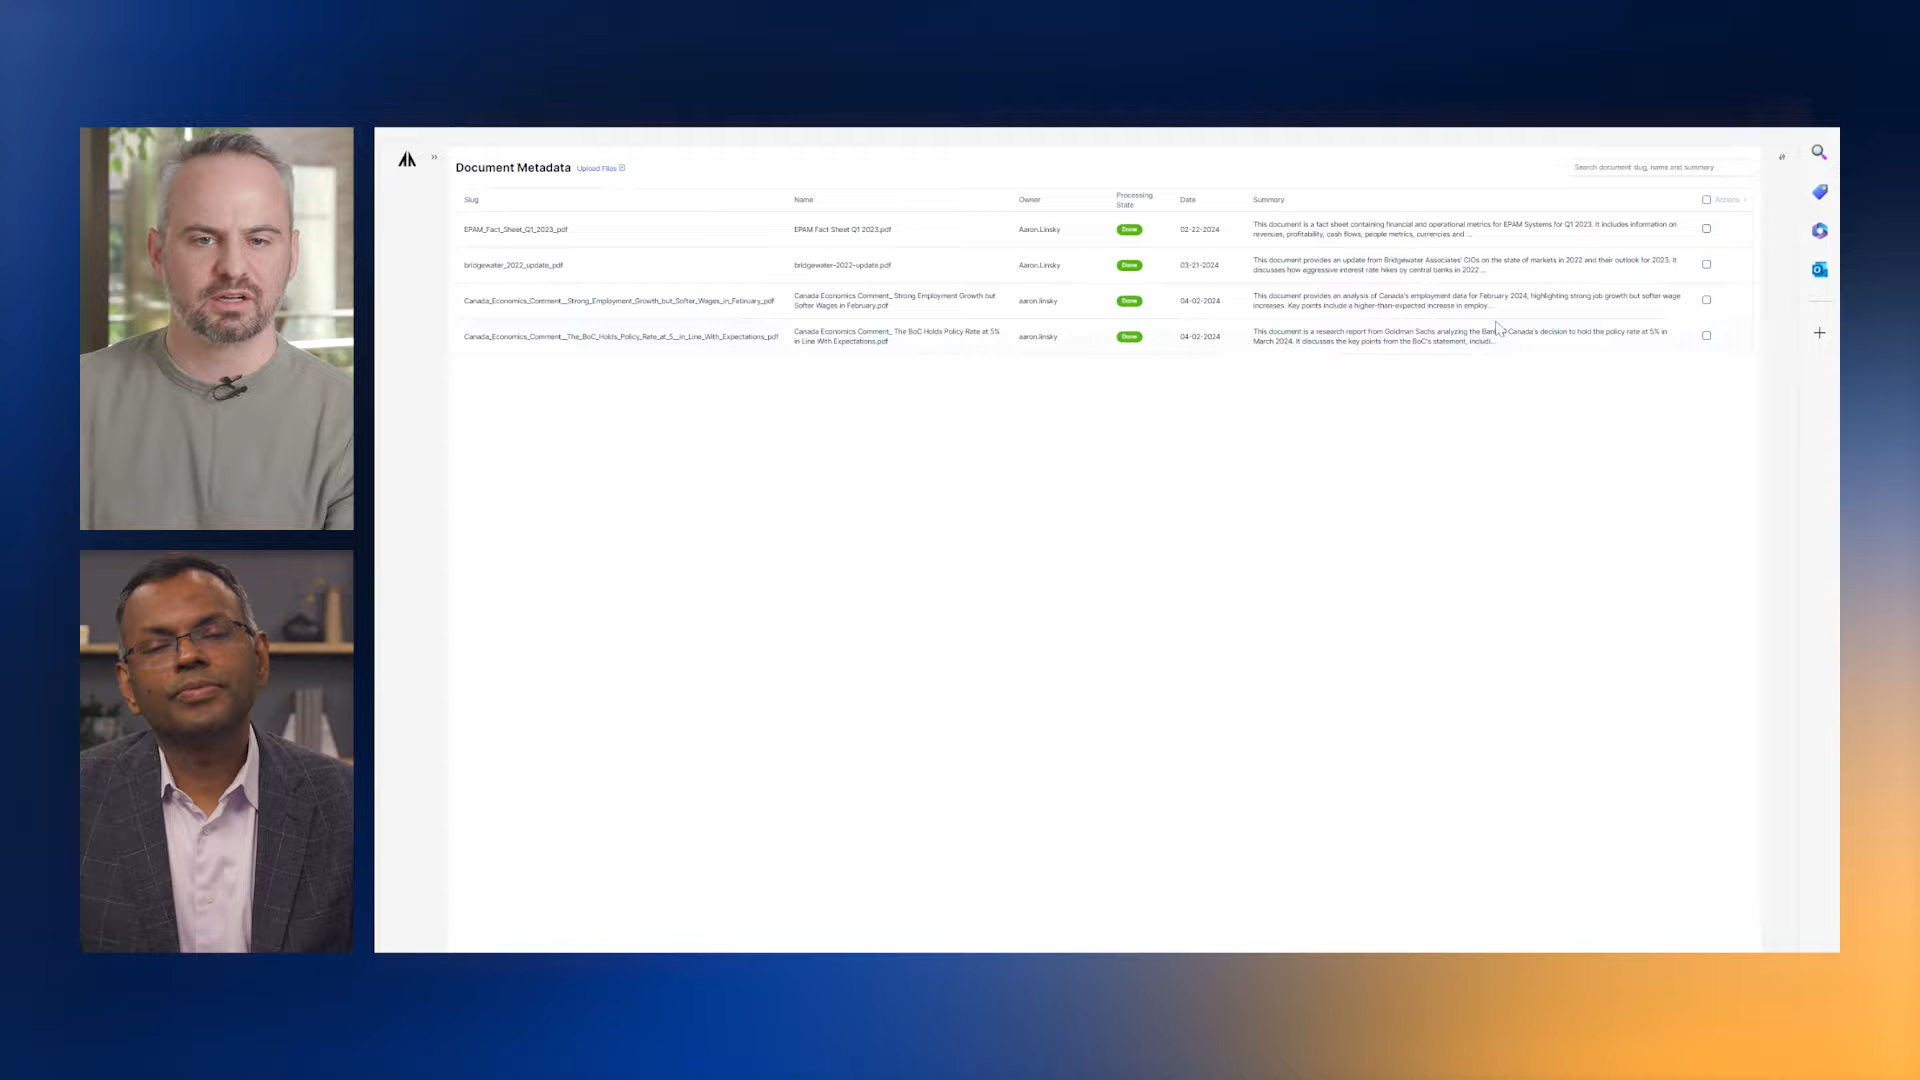 Document Metadata Upload Files
Search document slug, name and summary
Slug
Name
Owner
Processing
State
Date
Summary
Actions
EPAM_Fact_Sheet_Q1_2023_pdf
EPAM Fact Sheet Q1 2023.pdf
Aaron.Linsky
Done
02-22-2024
This document is a fact sheet containing financial and operational metrics for EPAM Systems for Q1 2023. It includes information on
revenues, profitability, cash flows, people metrics, currencies and ...
bridgewater_2022_update_pdf
bridgewater-2022-update.pdf
Aaron.Linsky
Done
03-21-2024
This document provides an update from Bridgewater Associates' CIOs on the state of markets in 2022 and their outlook for 2023. It
discusses how aggressive interest rate hikes by central banks in 2022 ...
Canada_Economics_Comment__Strong_Employment_Growth_but_Softer_Wages_in_February_pdf
Canada Economics Comment_ Strong Employment Growth but
Softer Wages in February.pdf
aaron.linsky
Done
04-02-2024
This document provides an analysis of Canada's employment data for February 2024, highlighting strong job growth but softer wage
increases. Key points include a higher-than-expected increase in employ...
Canada_Economics_Comment__The_BoC_Holds_Policy_Rate_at_5__in_Line_With_Expectations_pdf
Canada Economics Comment_ The BoC Holds Policy Rate at 5%
in Line With Expectations.pdf
aaron.linsky
Done
04-02-2024
This document is a research report from Goldman Sachs analyzing the Canada's decision to hold the policy rate at 5% in
March 2024. It discusses the key points from the BoC's statement, includi...